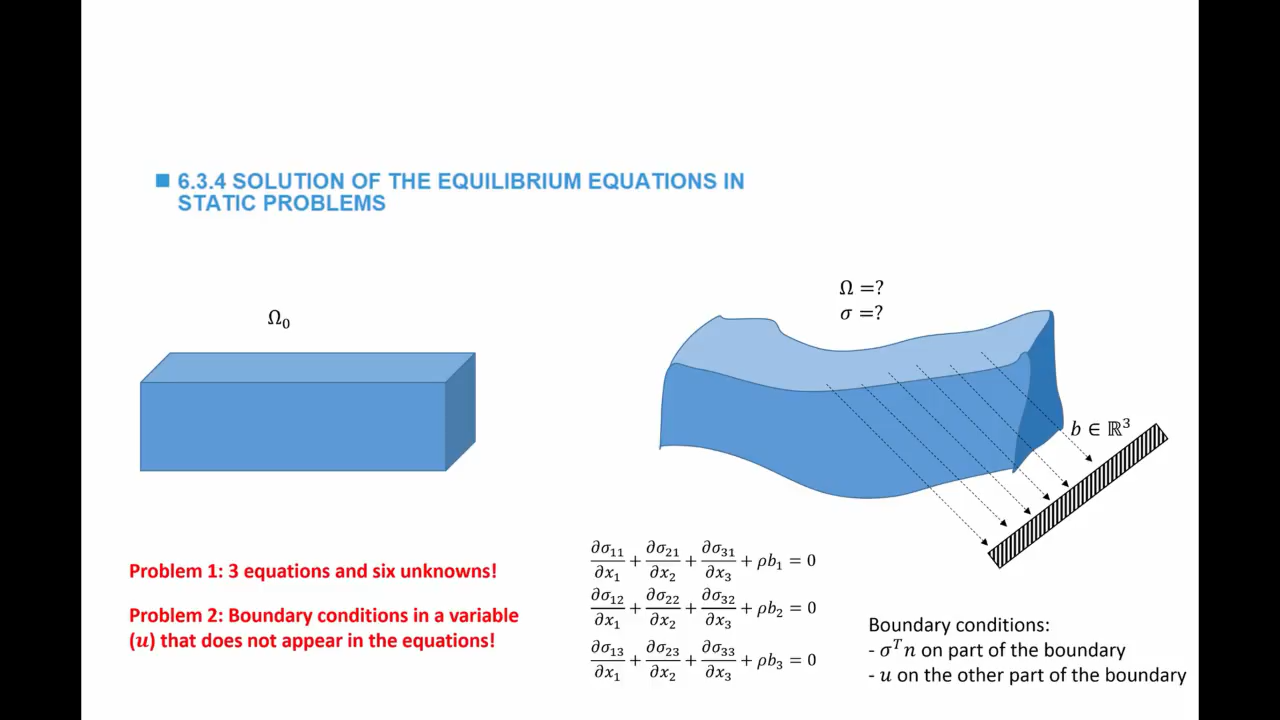 ■ 6.3.4 SOLUTION OF THE EQUILIBRIUM EQUATIONS IN
STATIC PROBLEMS
Ω₀
Ω =?
σ =?
b ∈ ℝ³
Problem 1: 3 equations and six unknowns!
Problem 2: Boundary conditions in a variable
(u) that does not appear in the equations!
∂σ₁₁/∂x₁ + ∂σ₂₁/∂x₂ + ∂σ₃₁/∂x₃ + ρb₁ = 0
∂σ₁₂/∂x₁ + ∂σ₂₂/∂x₂ + ∂σ₃₂/∂x₃ + ρb₂ = 0
∂σ₁₃/∂x₁ + ∂σ₂₃/∂x₂ + ∂σ₃₃/∂x₃ + ρb₃ = 0
Boundary conditions:
- σᵀn on part of the boundary
- u on the other part of the boundary